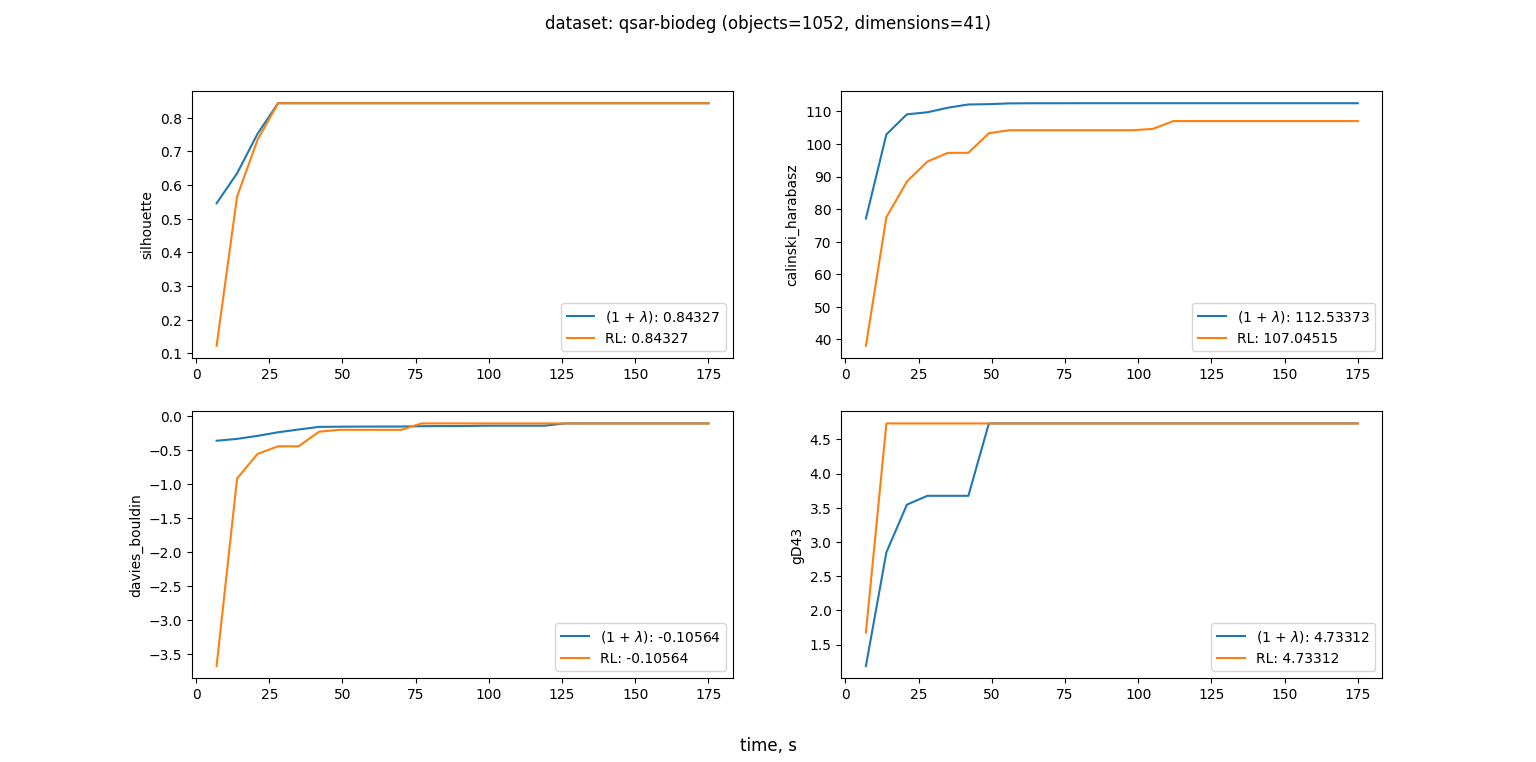 dataset: qsar-biodeg (objects=1052, dimensions=41)
silhouette
0.8
0.7
0.6
0.5
0.4
0.3
0.2
0.1
0 25 50 75 100 125 150 175
(1 + λ): 0.84327
RL: 0.84327
calinski_harabasz
110
100
90
80
70
60
50
40
0 25 50 75 100 125 150 175
(1 + λ): 112.53373
RL: 107.04515
davies_bouldin
0.0
−0.5
−1.0
−1.5
−2.0
−2.5
−3.0
−3.5
0 25 50 75 100 125 150 175
(1 + λ): -0.10564
RL: -0.10564
gD43
4.5
4.0
3.5
3.0
2.5
2.0
1.5
0 25 50 75 100 125 150 175
(1 + λ): 4.73312
RL: 4.73312
time, s